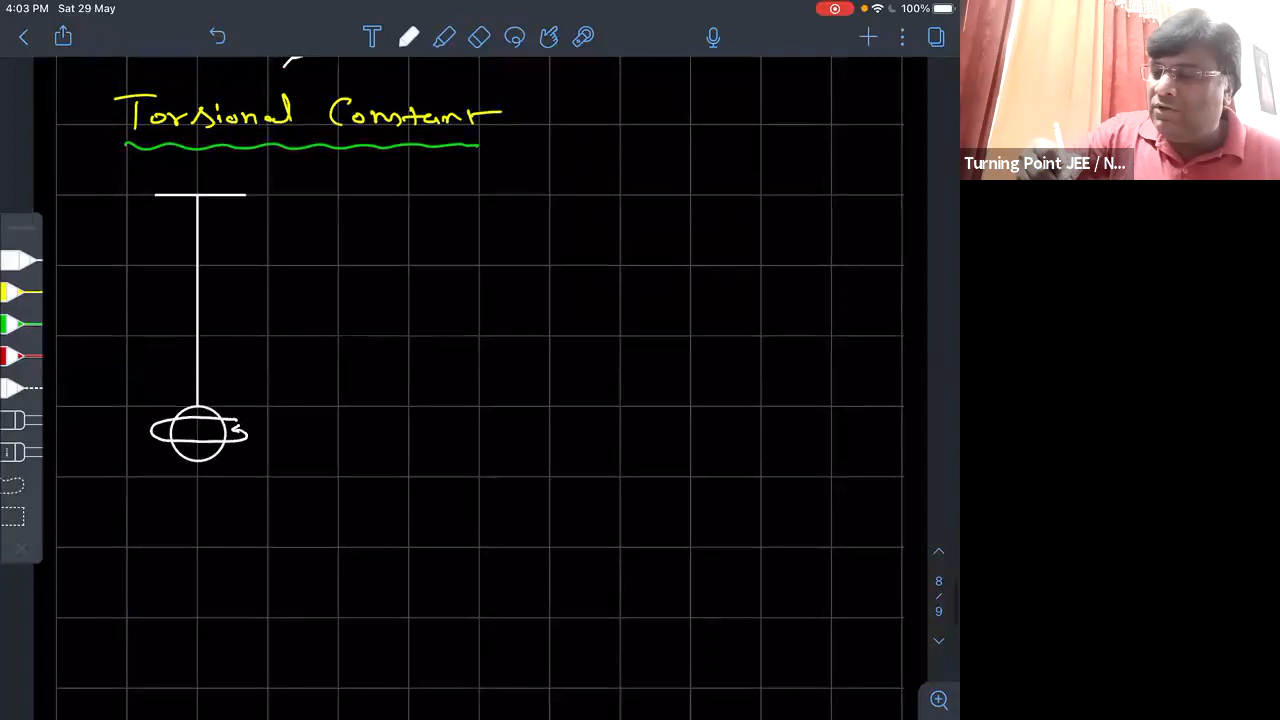 4:03 PM Sat 29 May 100%
Torsional Constant
Turning Point JEE / N...
8
/
9